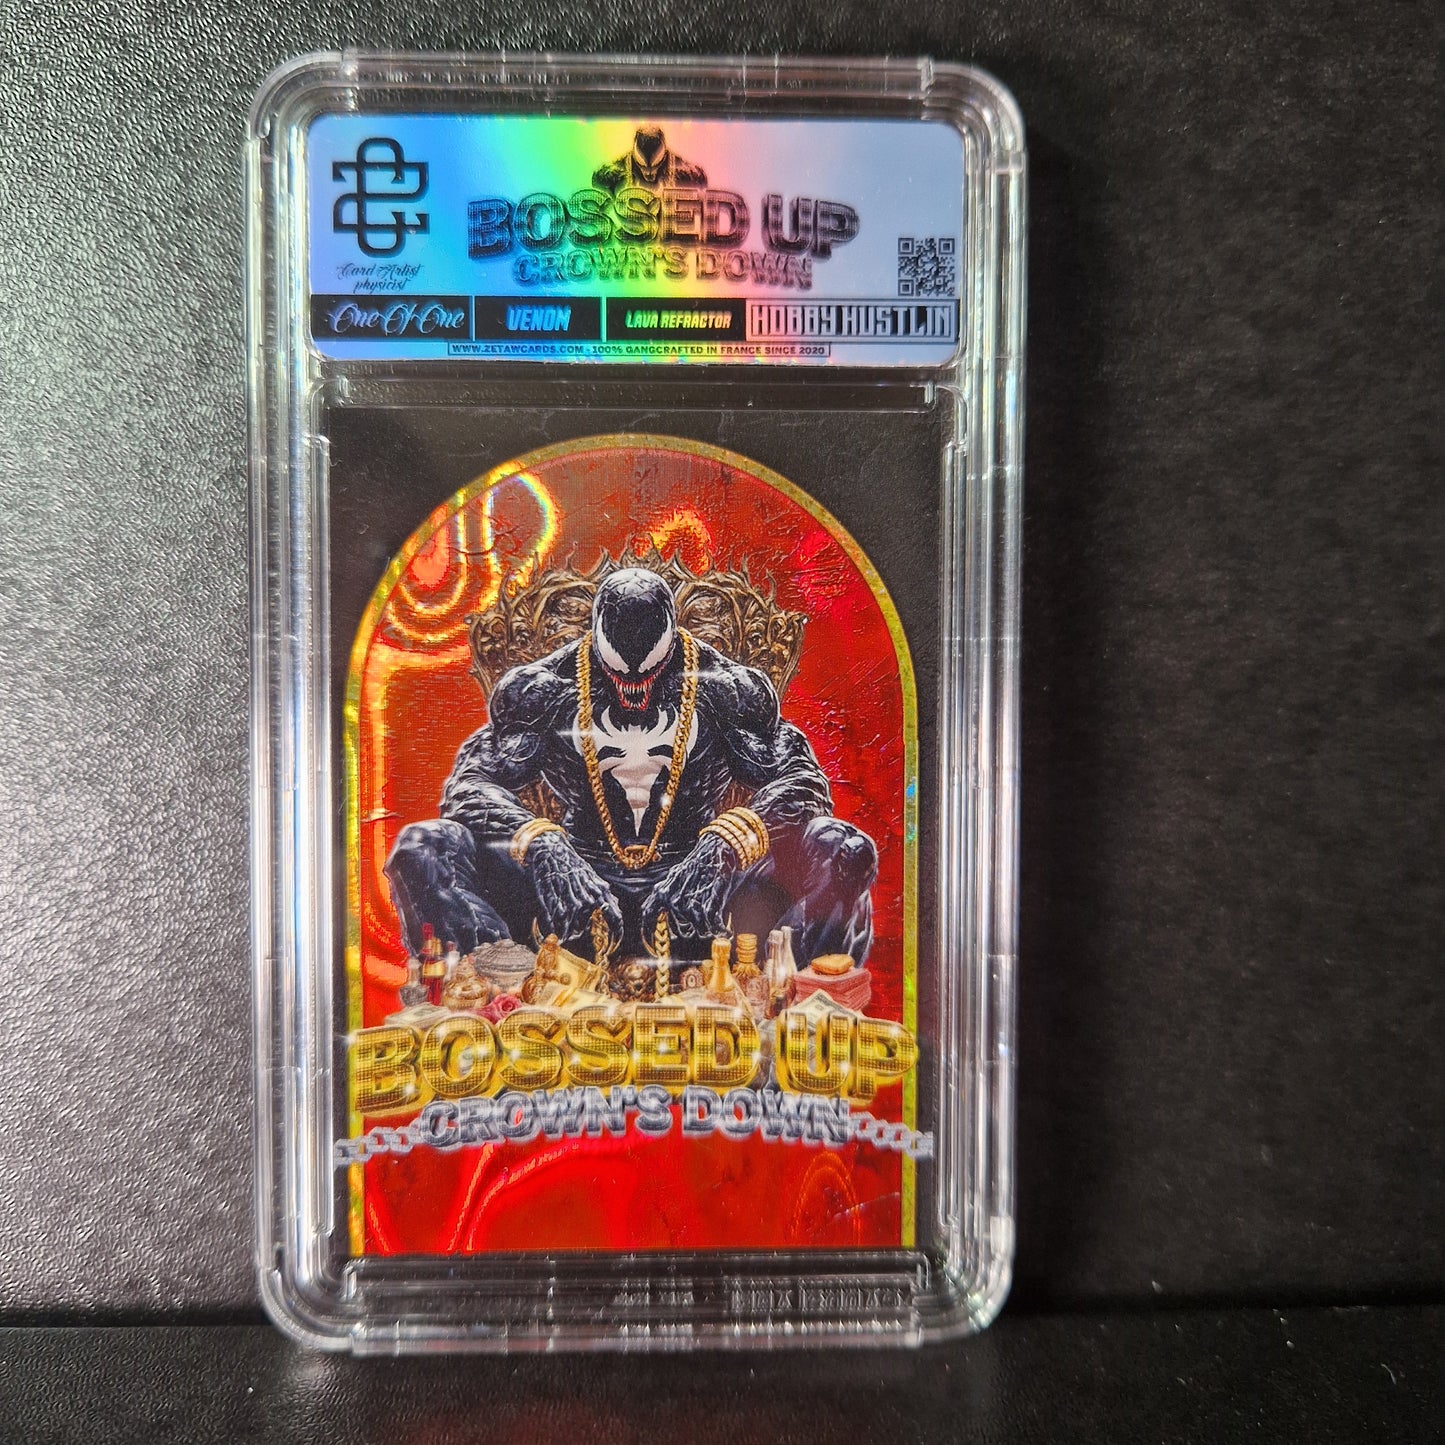 BOSSED UP
CROWN'S DOWN
Card Artist
physicist
One Of One
VENOM
LAVA REFRACTOR
HOBBY HUSTLIN
WWW.ZETAWCARDS.COM - 100% GANGCRAFTED IN FRANCE SINCE 2020
BOSSED UP
CROWN'S DOWN